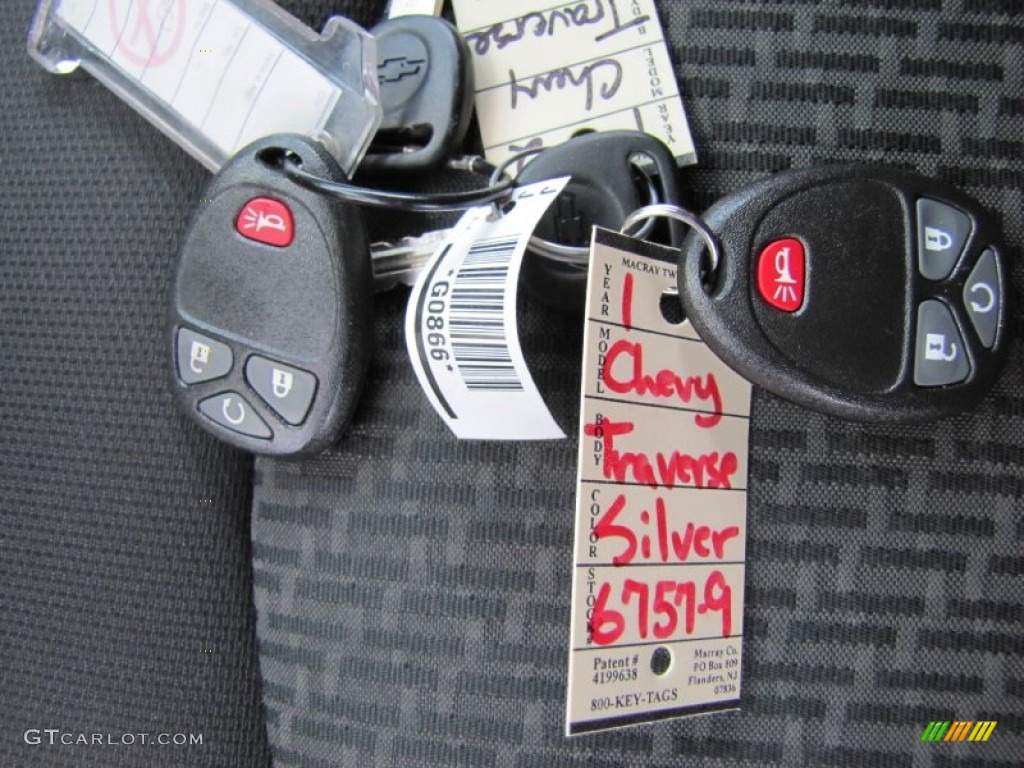 Traverse
Chevy
YEAR MODEL
*G0866*
MACRAY TW
YEAR 1
MODEL Chevy
BODY Traverse
COLOR Silver
STOCK# 6757-9
Patent #
4199638
Macray Co.
PO Box 809
Flanders, NJ
07836
800-KEY-TAGS
GTCARLOT.COM